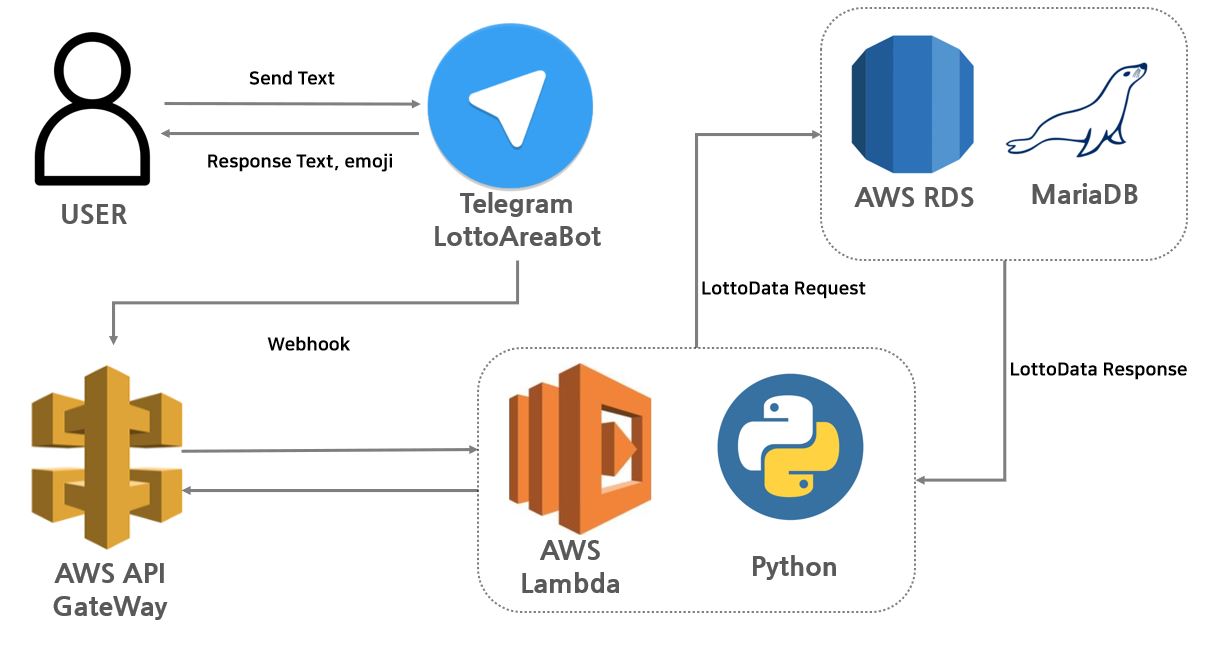 Send Text
Response Text, emoji
USER
Telegram
LottoAreaBot
AWS RDS
MariaDB
LottoData Request
Webhook
LottoData Response
AWS API
GateWay
AWS
Lambda
Python